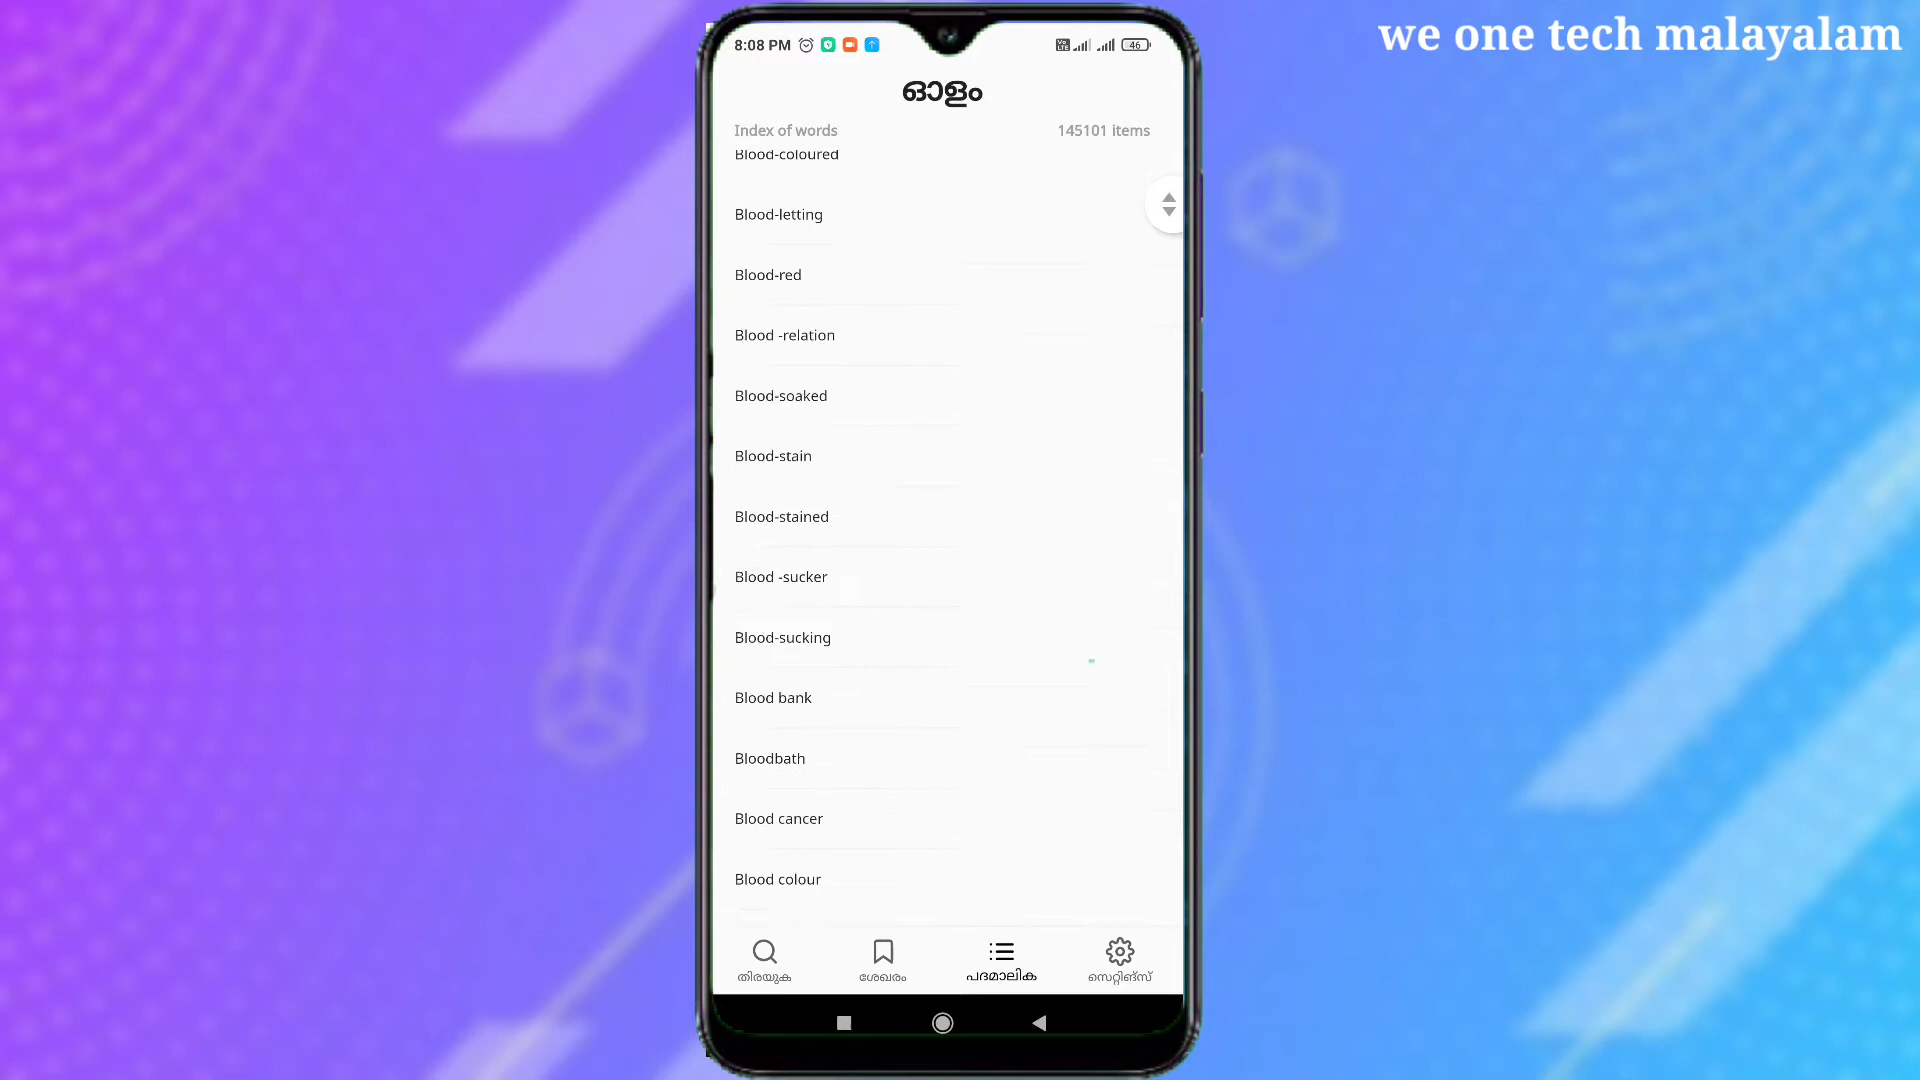 we one tech malayalam
8:08 PM
46
ഓളം
Index of words 145101 items
Blood-coloured
Blood-letting
Blood-red
Blood -relation
Blood-soaked
Blood-stain
Blood-stained
Blood -sucker
Blood-sucking
Blood bank
Bloodbath
Blood cancer
Blood colour
തിരയുക ശേഖരം പദമാലിക സെറ്റിങ്സ്